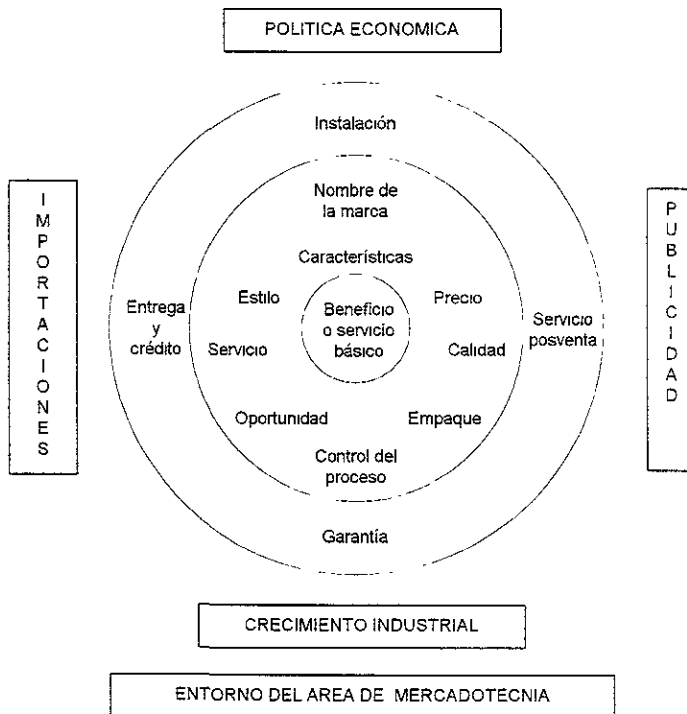 POLITICA ECONOMICA
Instalación
IMPORTACIONES
PUBLICIDAD
Nombre de
la marca
Características
Estilo
Precio
Beneficio
o servicio
básico
Entrega
y
crédito
Servicio
Calidad
Servicio
posventa
Oportunidad
Empaque
Control del
proceso
Garantía
CRECIMIENTO INDUSTRIAL
ENTORNO DEL AREA DE MERCADOTECNIA